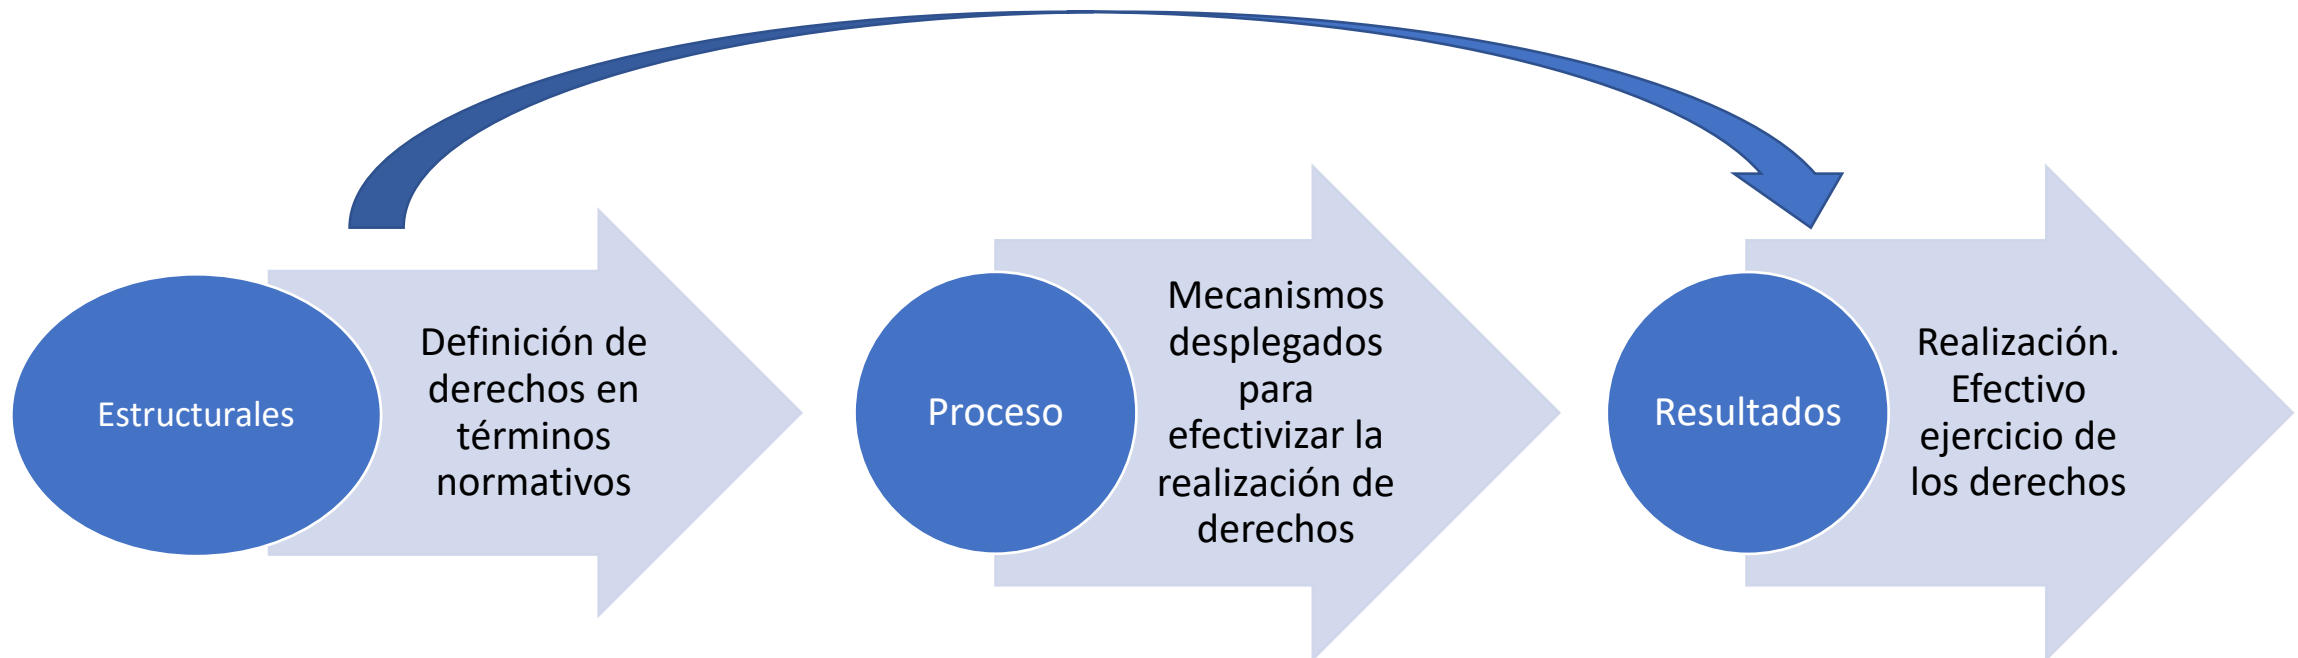 Estructurales
Definición de
derechos en
términos
normativos
Proceso
Mecanismos
desplegados
para
efectivizar la
realización de
derechos
Resultados
Realización.
Efectivo
ejercicio de
los derechos